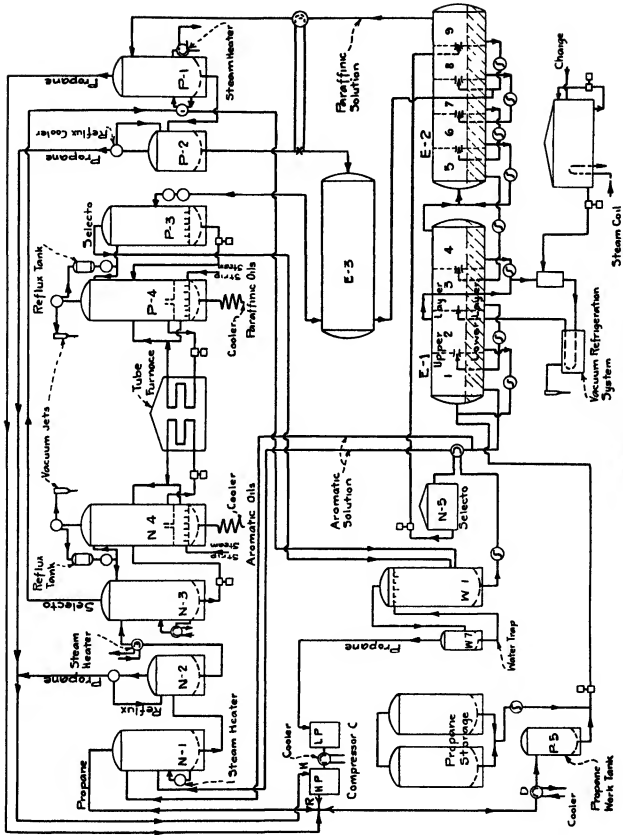 Propane
P-1
Steam Heater
Reflux Cooler
Propane
P-2
Selecto
P-3
Reflux Tank
P-4
Strip
Steam
Cooler
Paraffinic Oils
Vacuum Jets
Tube
Furnace
N 4
Strip
Steam
Cooler
Aromatic Oils
Reflux
Tank
Selecto
N-3
Steam
Heater
Propane
N-2
Reflux
Propane
N-1
Steam Heater
Paraffinic
Solution
E-3
9
8
7
6
5
E-2
Charge
Steam Coil
E-1
4
3
2
1
Upper Layer
Lower Layer
Vacuum Refrigeration
System
Aromatic
Solution
N-5
Selecto
W 1
W7
Water Trap
Propane
Cooler
LP
HP
Compressor C
R
H
Propane
Storage
P-5
Propane
Work Tank
D
Cooler